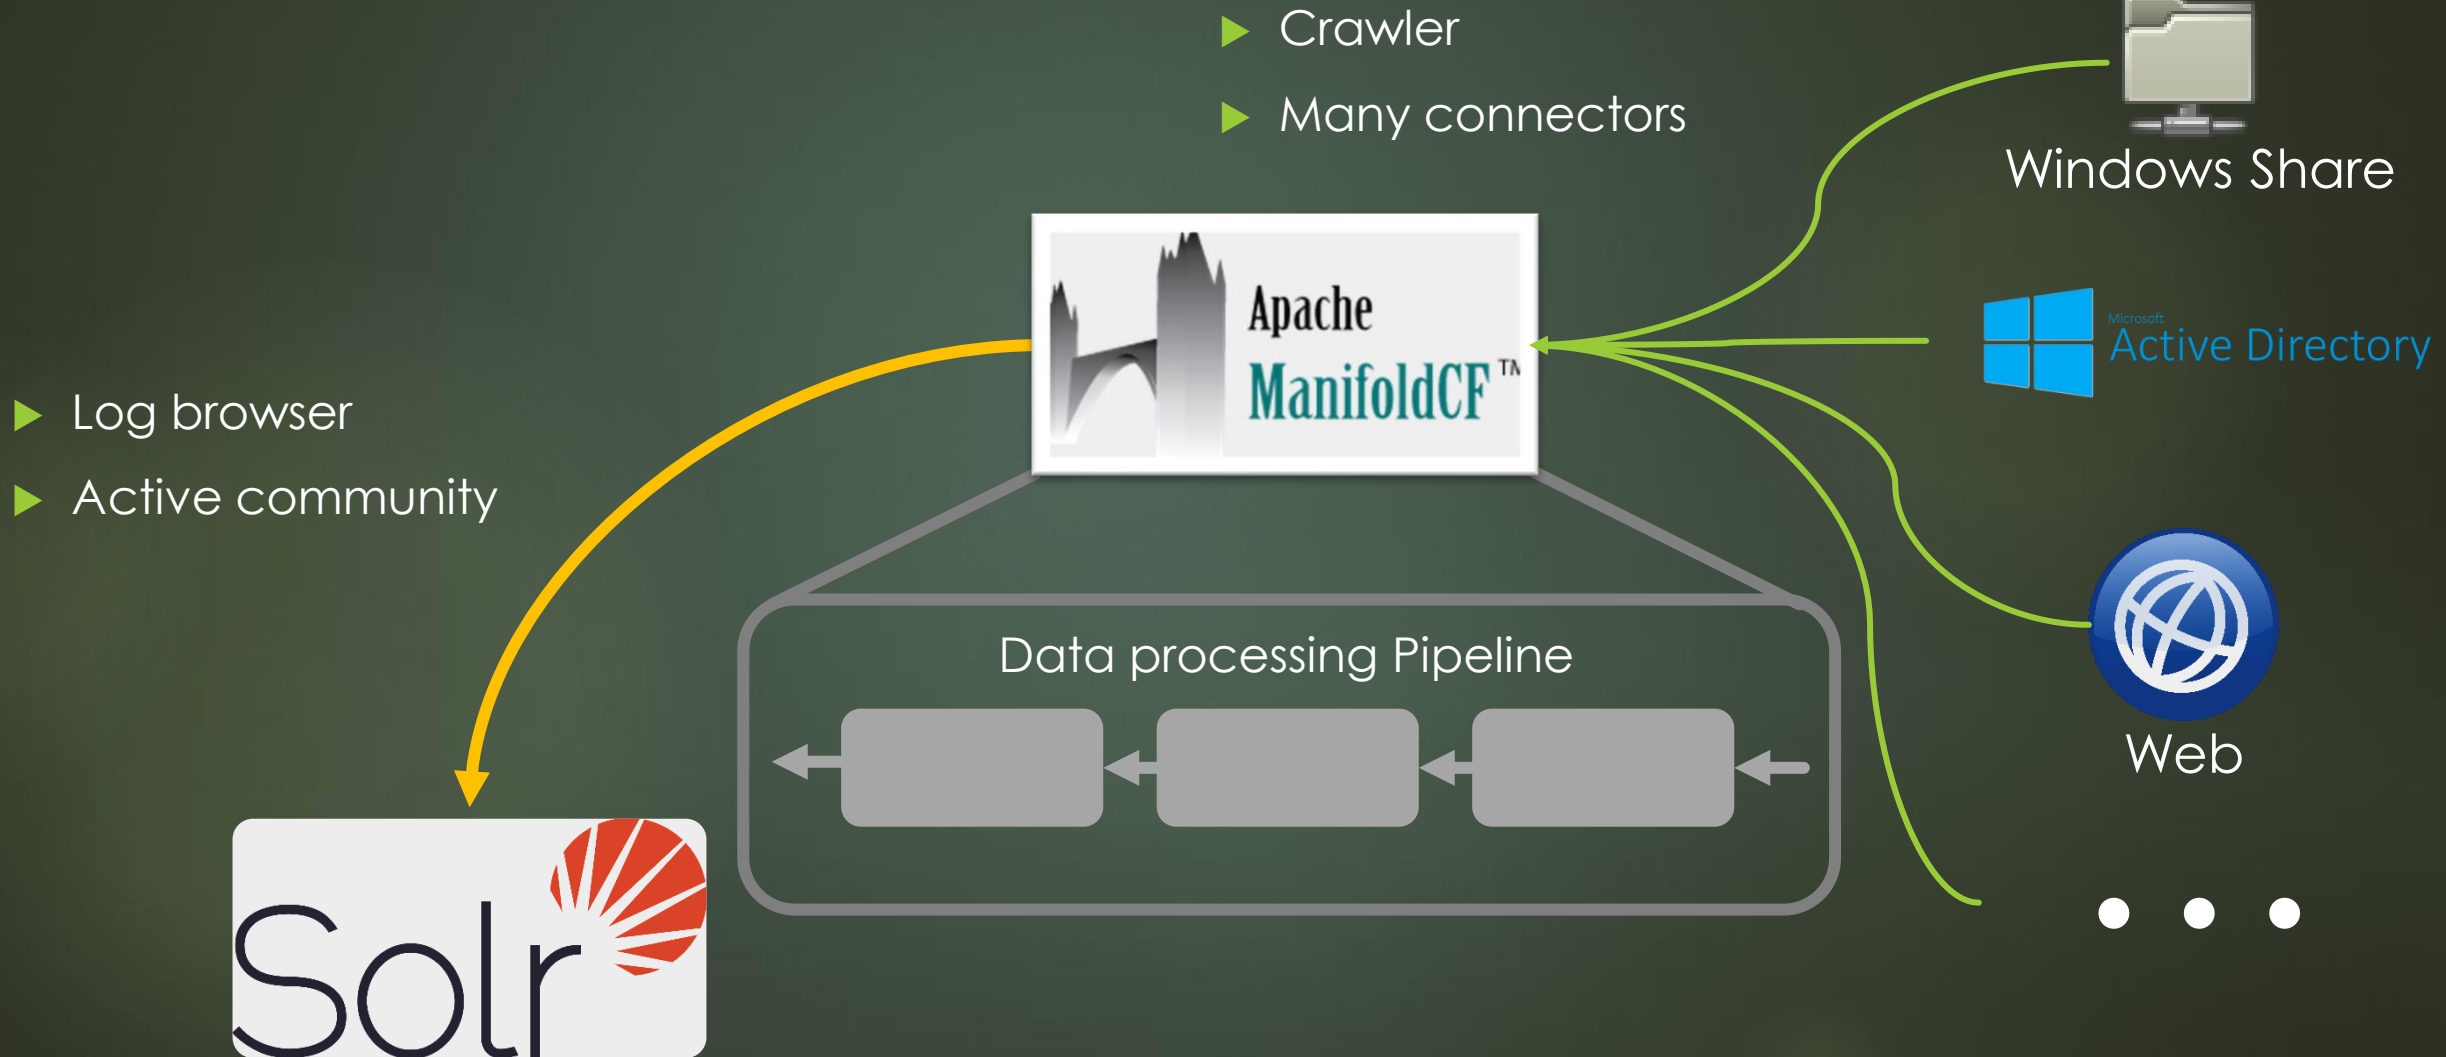 Crawler
Many connectors
Windows Share
Apache
ManifoldCF™
Microsoft
Active Directory
Log browser
Active community
Data processing Pipeline
Web
Solr